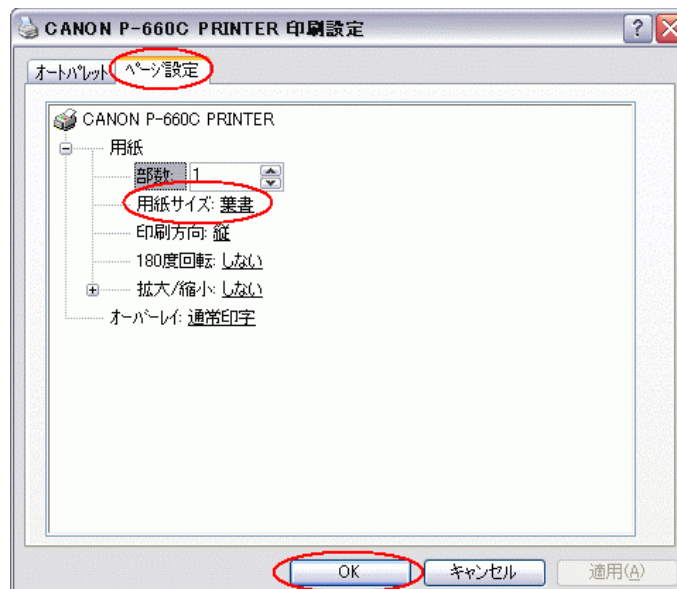 CANON P-660C PRINTER 印刷設定
オートパレット ページ設定
CANON P-660C PRINTER
用紙
部数: 1
用紙サイズ: 葉書
印刷方向: 縦
180度回転: しない
拡大/縮小: しない
オーバーレイ: 通常印字
OK キャンセル 適用(A)